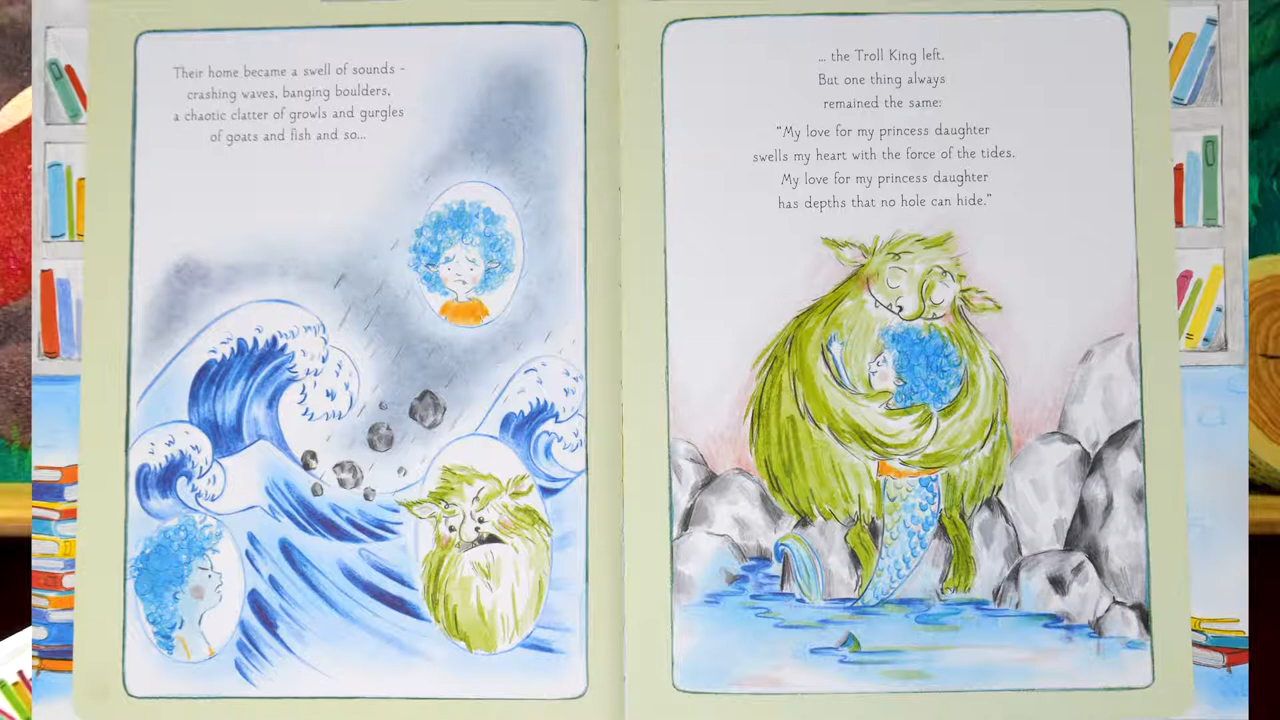 Their home became a swell of sounds -
crashing waves, banging boulders,
a chaotic clatter of growls and gurgles
of goats and fish and so...
... the Troll King left.
But one thing always
remained the same:
“My love for my princess daughter
swells my heart with the force of the tides.
My love for my princess daughter
has depths that no hole can hide.”